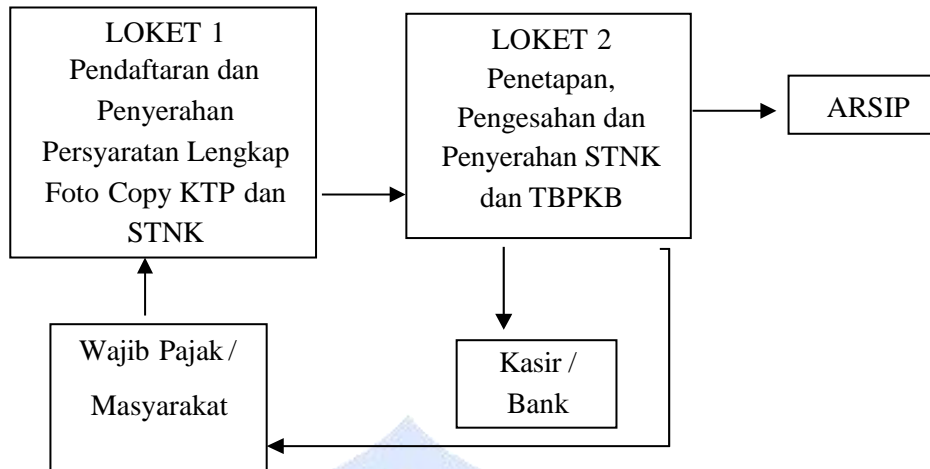 LOKET 1
Pendaftaran dan
Penyerahan
Persyaratan Lengkap
Foto Copy KTP dan
STNK
LOKET 2
Penetapan,
Pengesahan dan
Penyerahan STNK
dan TBPKB
ARSIP
Wajib Pajak /
Masyarakat
Kasir /
Bank